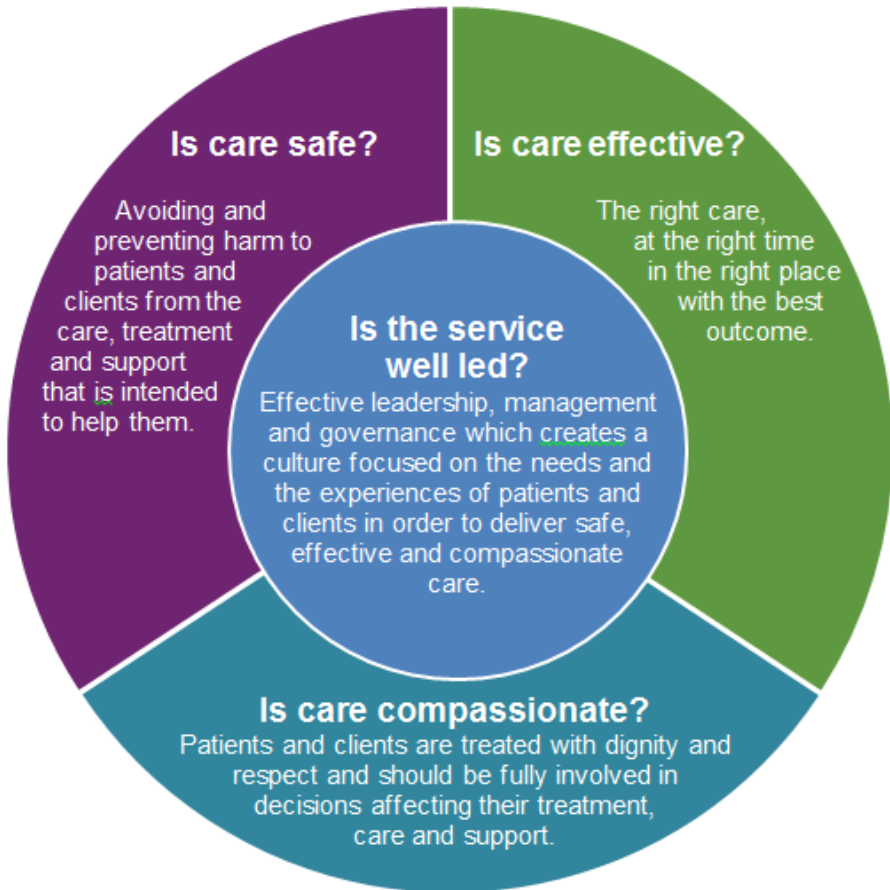 Is care safe?
Avoiding and
preventing harm to
patients and
clients from the
care, treatment
and support
that is intended
to help them.
Is care effective?
The right care,
at the right time
in the right place
with the best
outcome.
Is the service
well led?
Effective leadership, management
and governance which creates a
culture focused on the needs and
the experiences of patients and
clients in order to deliver safe,
effective and compassionate
care.
Is care compassionate?
Patients and clients are treated with dignity and
respect and should be fully involved in
decisions affecting their treatment,
care and support.